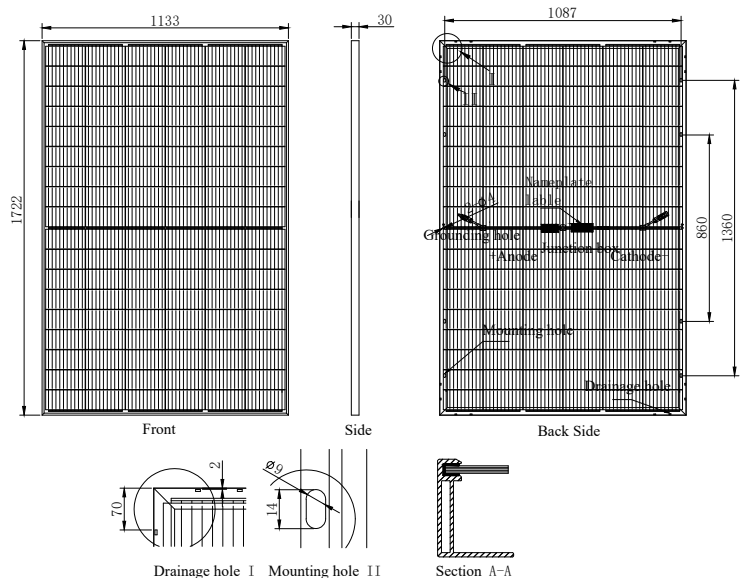 1133
30
1087
1722
I
II
Nameplate
lable
2-Φ4
Grounding hole
Junction box
+Anode
Cathode-
860
1360
Mounting hole
Drainage hole
Front
Side
Back Side
2
70
ø9
14
Drainage hole I
Mounting hole II
Section A-A